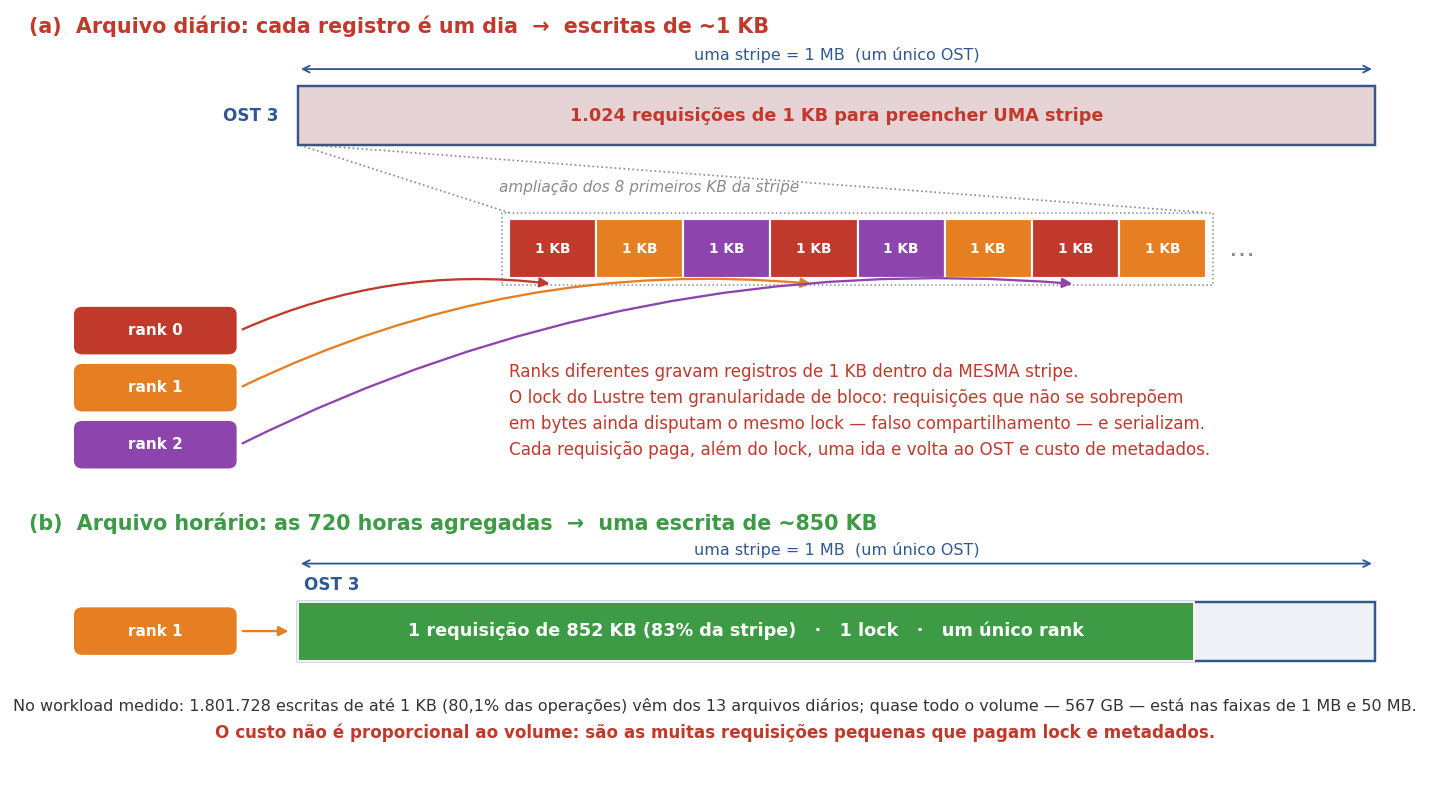 (a)  Arquivo diário: cada registro é um dia  →  escritas de ~1 KB
uma stripe = 1 MB  (um único OST)
OST 3
1.024 requisições de 1 KB para preencher UMA stripe
ampliação dos 8 primeiros KB da stripe
1 KB 1 KB 1 KB 1 KB 1 KB 1 KB 1 KB 1 KB ...
rank 0
rank 1
rank 2
Ranks diferentes gravam registros de 1 KB dentro da MESMA stripe.
O lock do Lustre tem granularidade de bloco: requisições que não se sobrepõem
em bytes ainda disputam o mesmo lock — falso compartilhamento — e serializam.
Cada requisição paga, além do lock, uma ida e volta ao OST e custo de metadados.
(b)  Arquivo horário: as 720 horas agregadas  →  uma escrita de ~850 KB
uma stripe = 1 MB  (um único OST)
OST 3
rank 1
1 requisição de 852 KB (83% da stripe)   ·   1 lock   ·   um único rank
No workload medido: 1.801.728 escritas de até 1 KB (80,1% das operações) vêm dos 13 arquivos diários; quase todo o volume — 567 GB — está nas faixas de 1 MB e 50 MB.
O custo não é proporcional ao volume: são as muitas requisições pequenas que pagam lock e metadados.